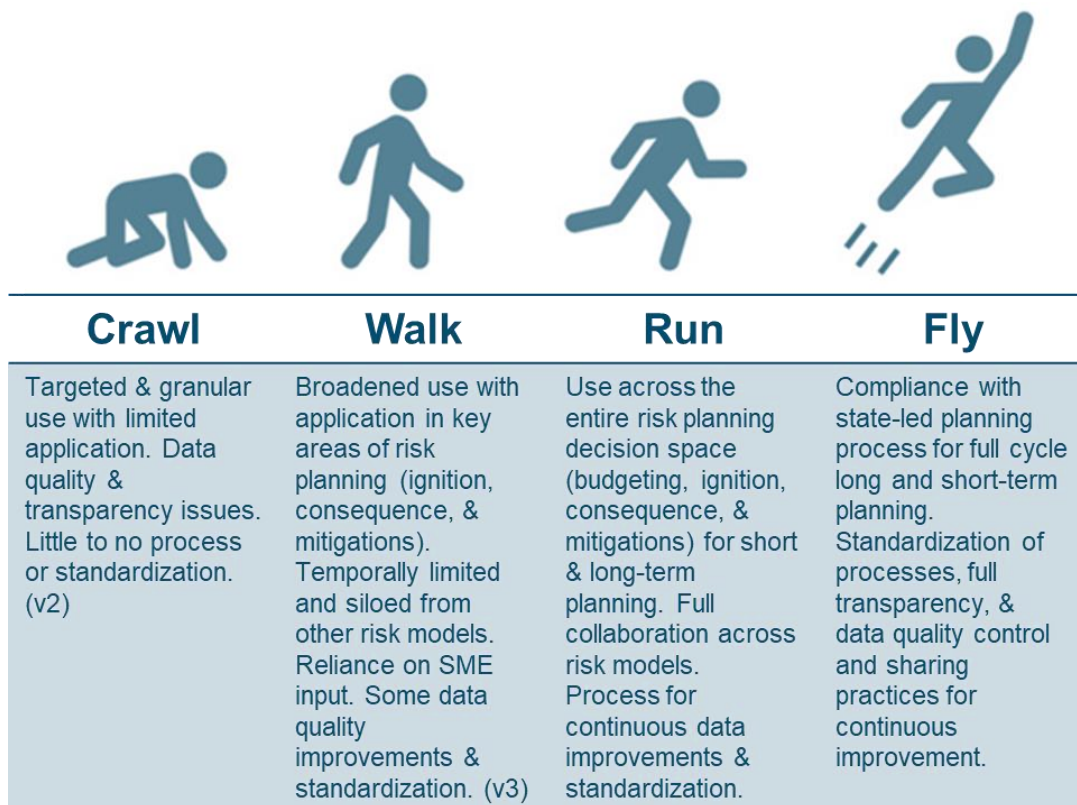 Crawl
Walk
Run
Fly
Targeted & granular
use with limited
application. Data
quality &
transparency issues.
Little to no process
or standardization.
(v2)
Broadened use with
application in key
areas of risk
planning (ignition,
consequence, &
mitigations).
Temporally limited
and siloed from
other risk models.
Reliance on SME
input. Some data
quality
improvements &
standardization. (v3)
Use across the
entire risk planning
decision space
(budgeting, ignition,
consequence, &
mitigations) for short
& long-term
planning. Full
collaboration across
risk models.
Process for
continuous data
improvements &
standardization.
Compliance with
state-led planning
process for full cycle
long and short-term
planning.
Standardization of
processes, full
transparency, &
data quality control
and sharing
practices for
continuous
improvement.